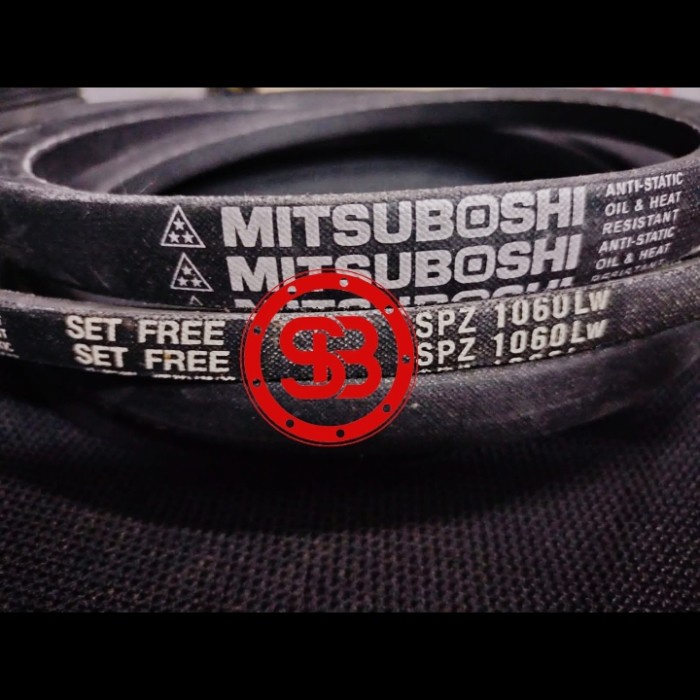 MITSUBOSHI ANTI-STATIC
OIL & HEAT
RESISTANT
MITSUBOSHI ANTI-STATIC
OIL & HEAT
RESISTANT
SET FREE SPZ 1060LW
SET FREE SPZ 1060LW
SB